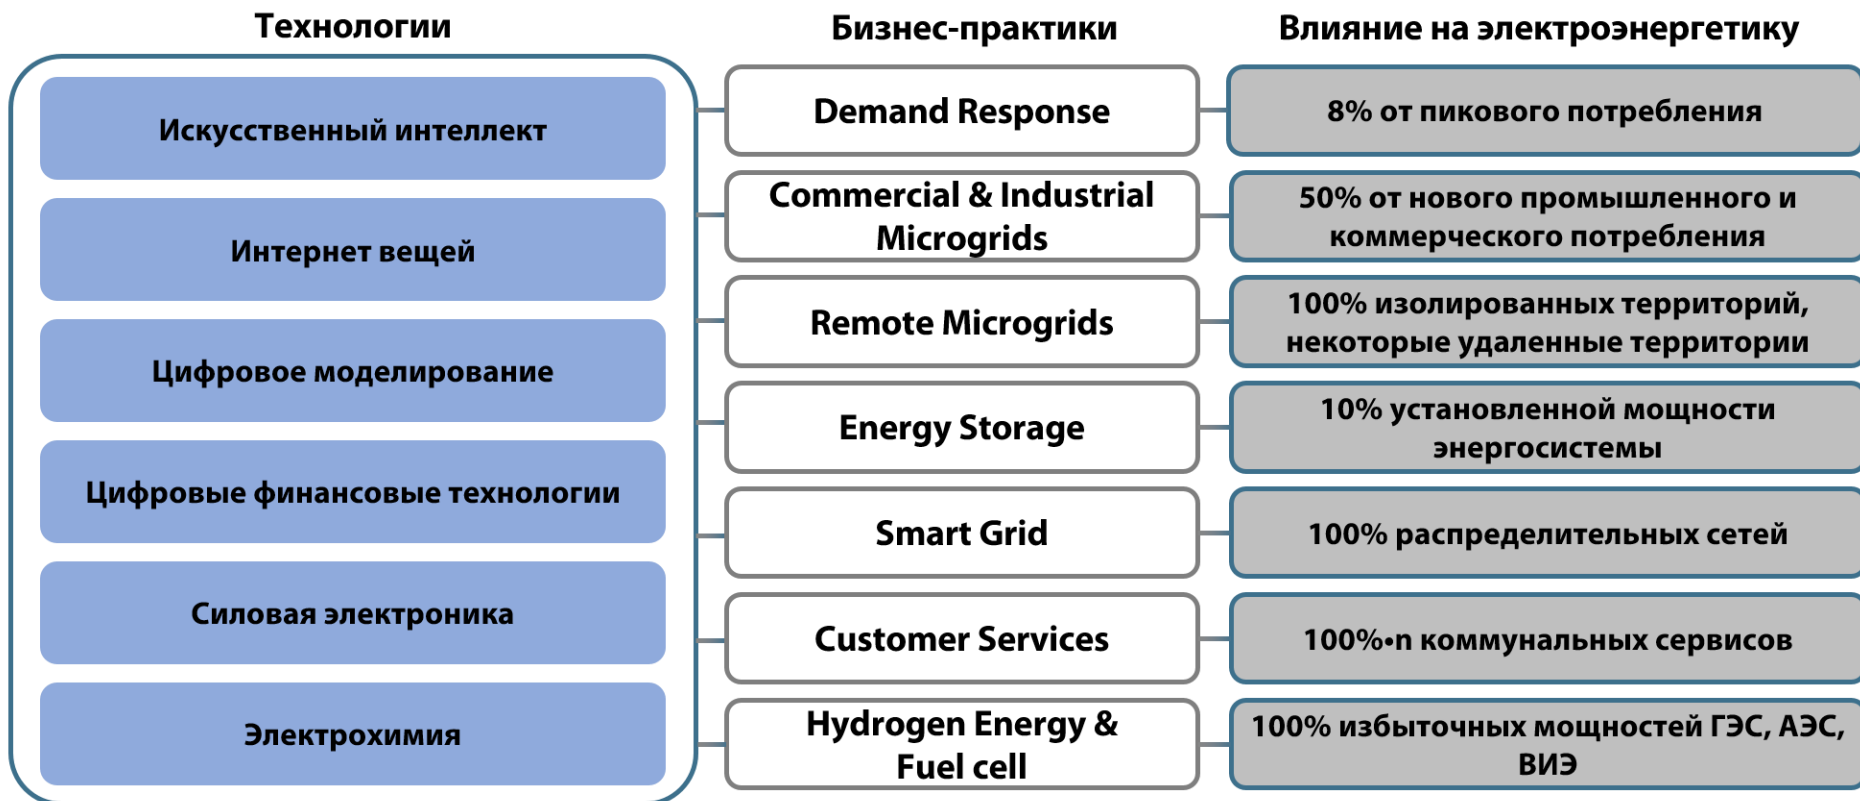 Технологии
Искусственный интеллект
Интернет вещей
Цифровое моделирование
Цифровые финансовые технологии
Силовая электроника
Электрохимия
Бизнес-практики
Demand Response
Commercial & Industrial
Microgrids
Remote Microgrids
Energy Storage
Smart Grid
Customer Services
Hydrogen Energy &
Fuel cell
Влияние на электроэнергетику
8% от пикового потребления
50% от нового промышленного и
коммерческого потребления
100% изолированных территорий,
некоторые удаленные территории
10% установленной мощности
энергосистемы
100% распределительных сетей
100%•n коммунальных сервисов
100% избыточных мощностей ГЭС, АЭС,
ВИЭ